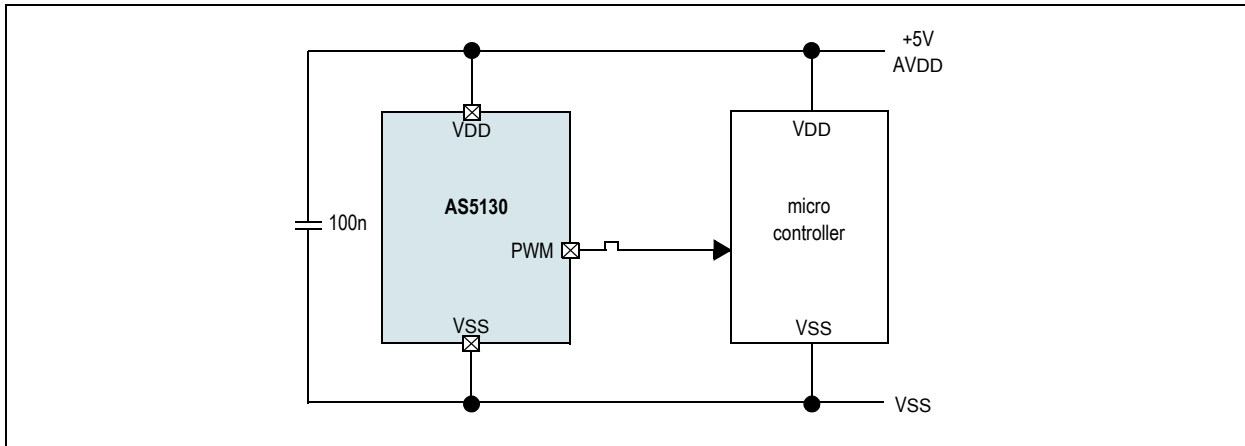 +5V
AVDD
VDD
VDD
AS5130
100n
micro
controller
PWM
VSS
VSS
VSS